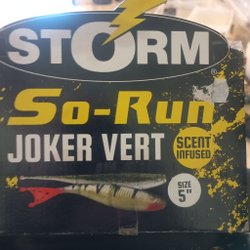 STORM
So-Run
JOKER VERT
SCENT
INFUSED
SIZE
5"